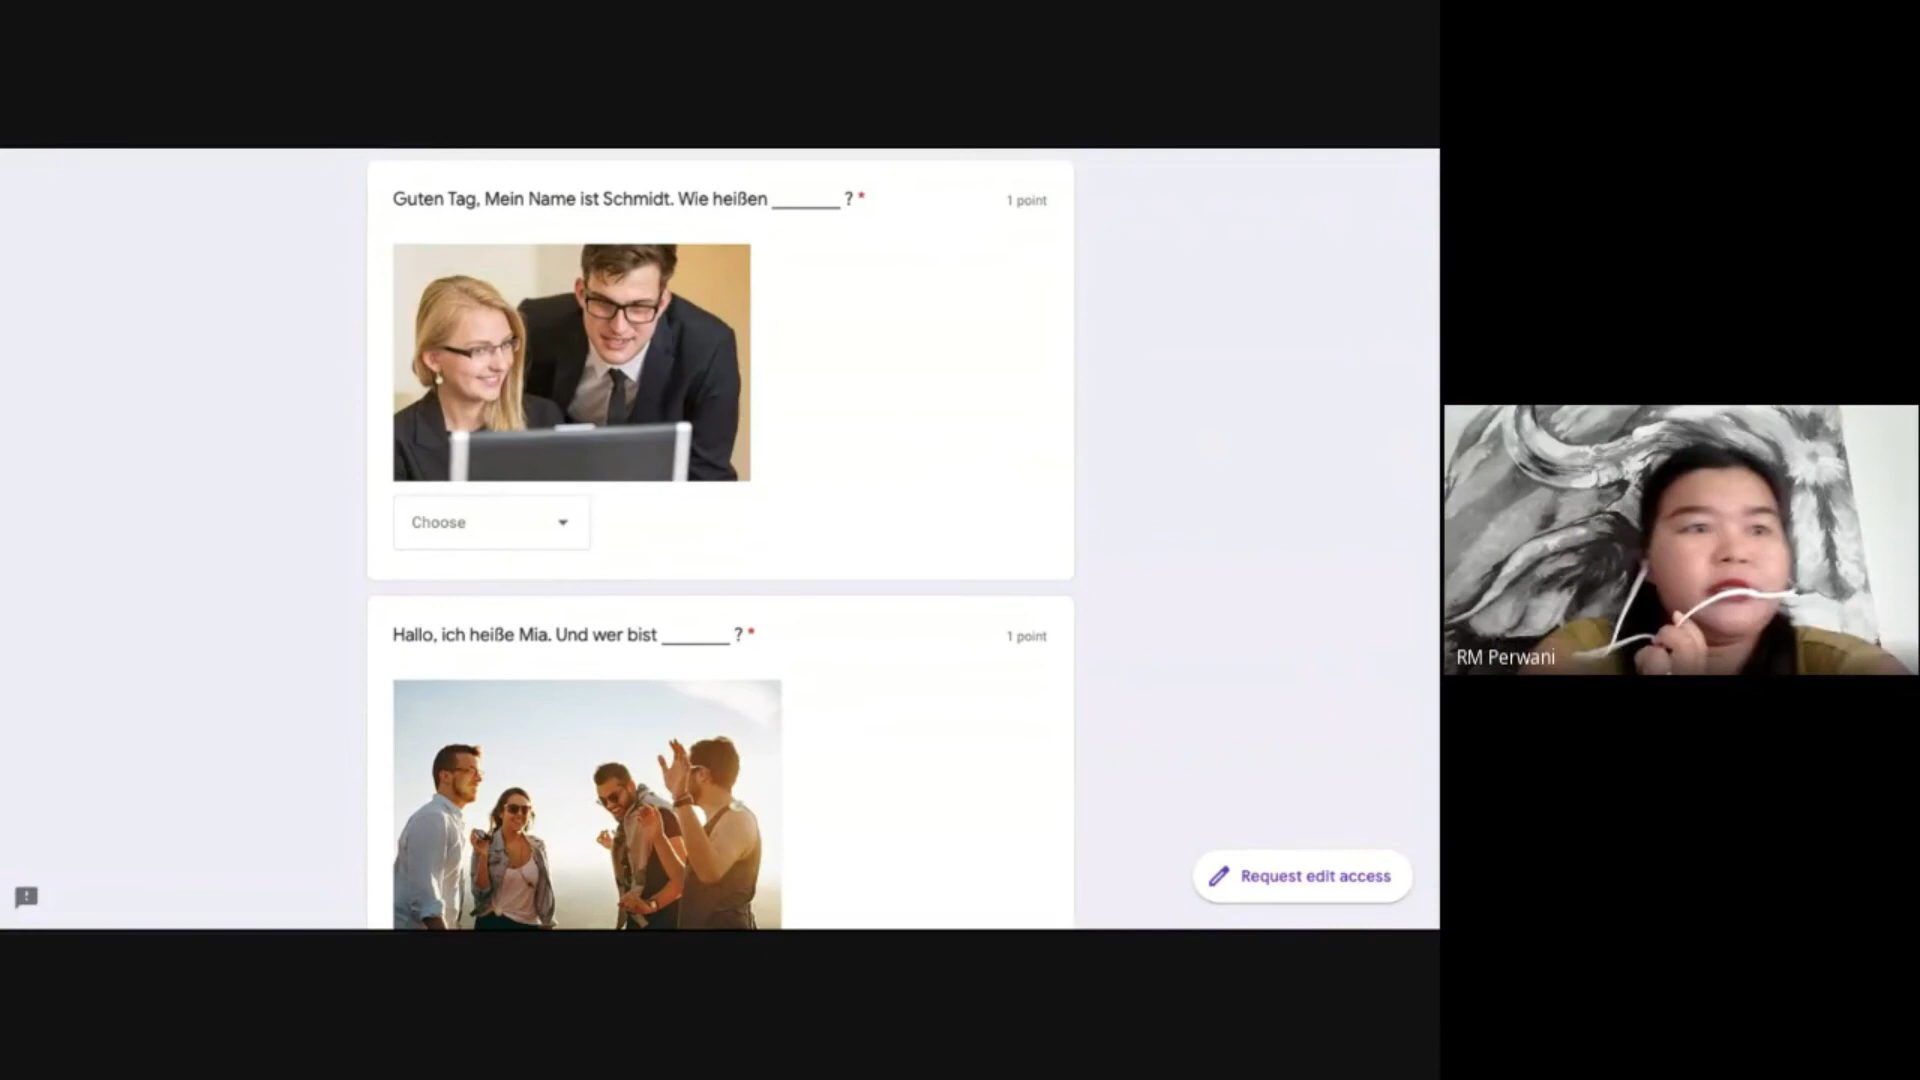 Guten Tag, Mein Name ist Schmidt. Wie heißen _______ ? *
1 point
Choose
Hallo, ich heiße Mia. Und wer bist _______ ? *
1 point
Request edit access
RM Perwani